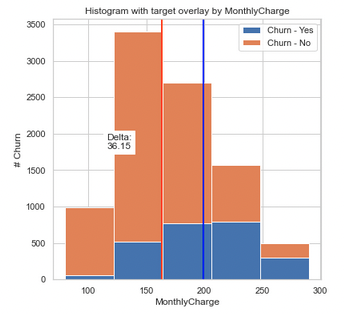 Histogram with target overlay by MonthlyCharge
Churn - Yes
Churn - No
Delta:
36.15
# Churn
3500
3000
2500
2000
1500
1000
500
0
100
150
200
250
300
MonthlyCharge